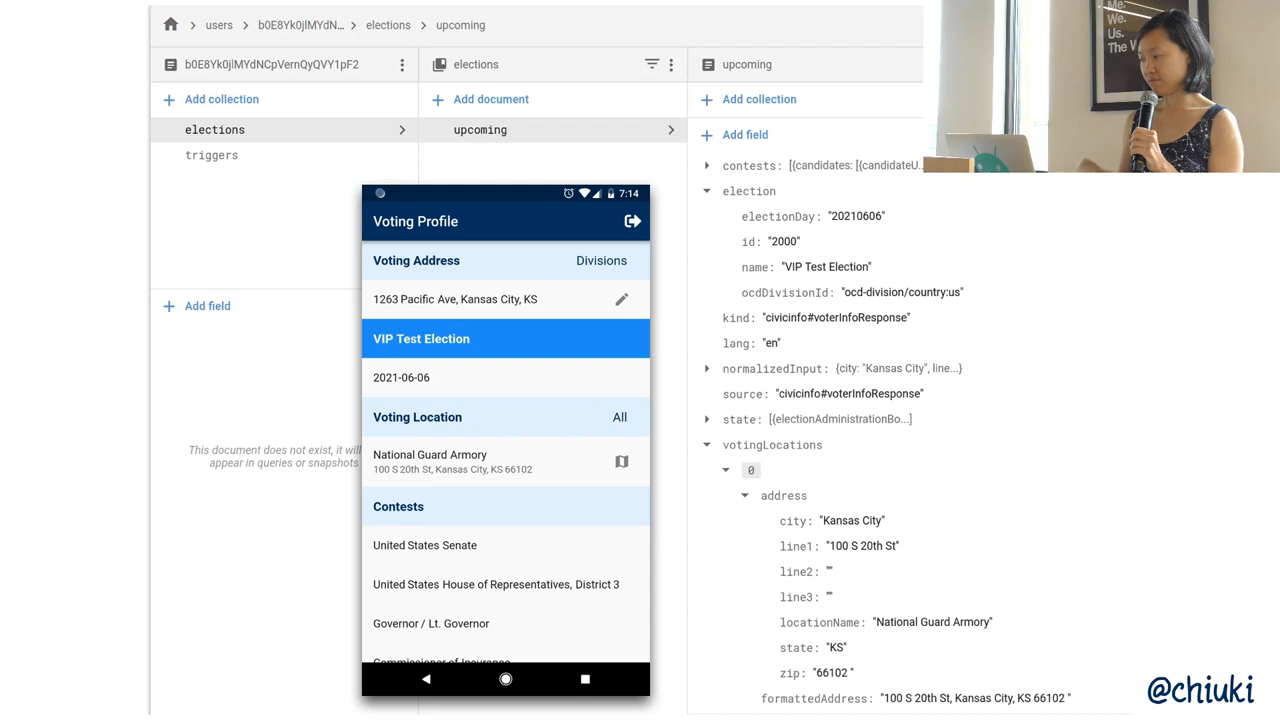 users
b0E8Yk0jlMYdN...
elections
upcoming
b0E8Yk0jlMYdNCpVernQyQVY1pF2
elections
upcoming
Add collection
Add document
Add collection
elections
upcoming
Add field
triggers
Add field
This document does not exist, it will
appear in queries or snapshots
contests: [{candidates: [{candidateU...
election
electionDay: "20210606"
id: "2000"
name: "VIP Test Election"
ocdDivisionId: "ocd-division/country:us"
kind: "civicinfo#voterInfoResponse"
lang: "en"
normalizedInput: {city: "Kansas City", line...}
source: "civicinfo#voterInfoResponse"
state: [{electionAdministrationBo...]
votingLocations
0
address
city: "Kansas City"
line1: "100 S 20th St"
line2: ""
line3: ""
locationName: "National Guard Armory"
state: "KS"
zip: "66102 "
formattedAddress: "100 S 20th St, Kansas City, KS 66102 "
7:14
Voting Profile
Voting Address Divisions
1263 Pacific Ave, Kansas City, KS
VIP Test Election
2021-06-06
Voting Location All
National Guard Armory
100 S 20th St, Kansas City, KS 66102
Contests
United States Senate
United States House of Representatives, District 3
Governor / Lt. Governor
Commissioner of Insurance
Me.
We.
Us.
The
@chiuki